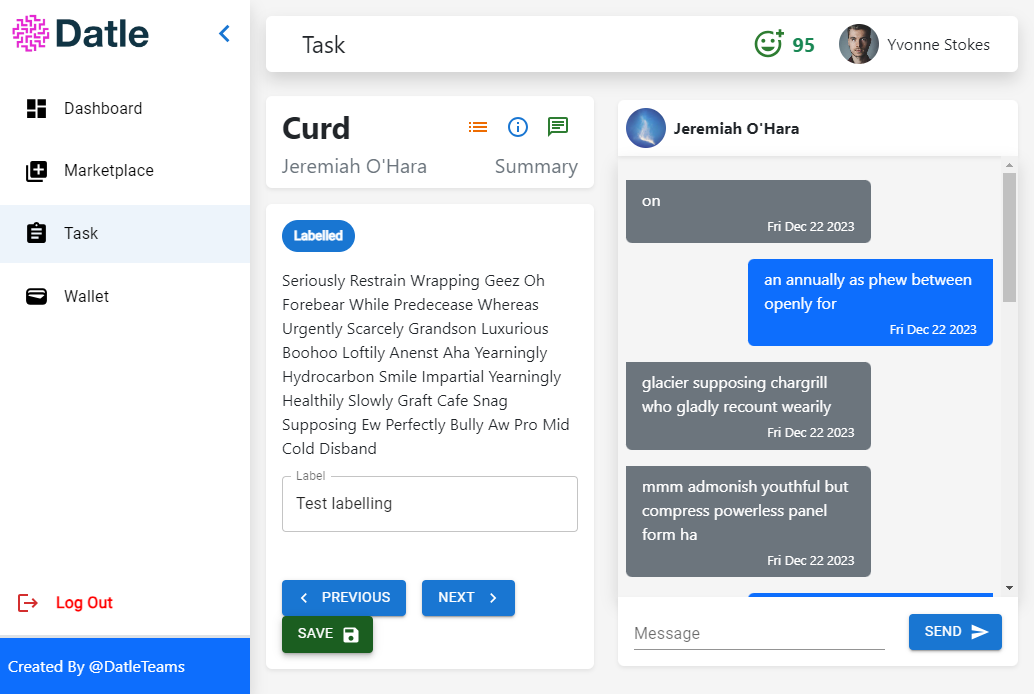 Datle
Dashboard
Marketplace
Task
Wallet
Log Out
Created By @DatleTeams
Task
95
Yvonne Stokes
Curd
Jeremiah O'Hara
Summary
Labelled
Seriously Restrain Wrapping Geez Oh
Forebear While Predecease Whereas
Urgently Scarcely Grandson Luxurious
Boohoo Loftily Anenst Aha Yearningly
Hydrocarbon Smile Impartial Yearningly
Healthily Slowly Graft Cafe Snag
Supposing Ew Perfectly Bully Aw Pro Mid
Cold Disband
Label
Test labelling
PREVIOUS
NEXT
SAVE
Jeremiah O'Hara
on
Fri Dec 22 2023
an annually as phew between
openly for
Fri Dec 22 2023
glacier supposing chargrill
who gladly recount wearily
Fri Dec 22 2023
mmm admonish youthful but
compress powerless panel
form ha
Fri Dec 22 2023
Message
SEND